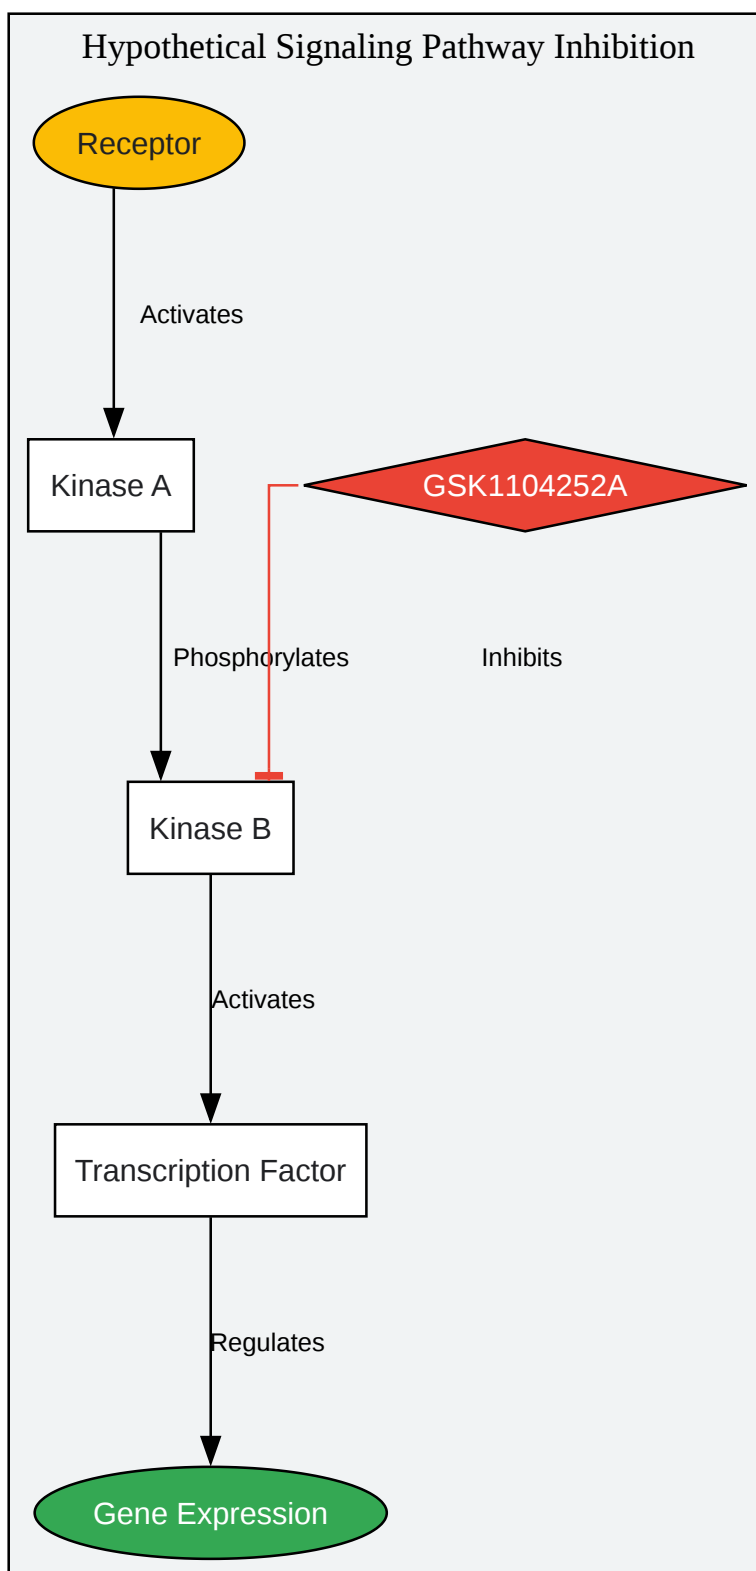 Hypothetical Signaling Pathway Inhibition
Receptor
Activates
Kinase A
GSK1104252A
Phosphorylates
Inhibits
Kinase B
Activates
Transcription Factor
Regulates
Gene Expression